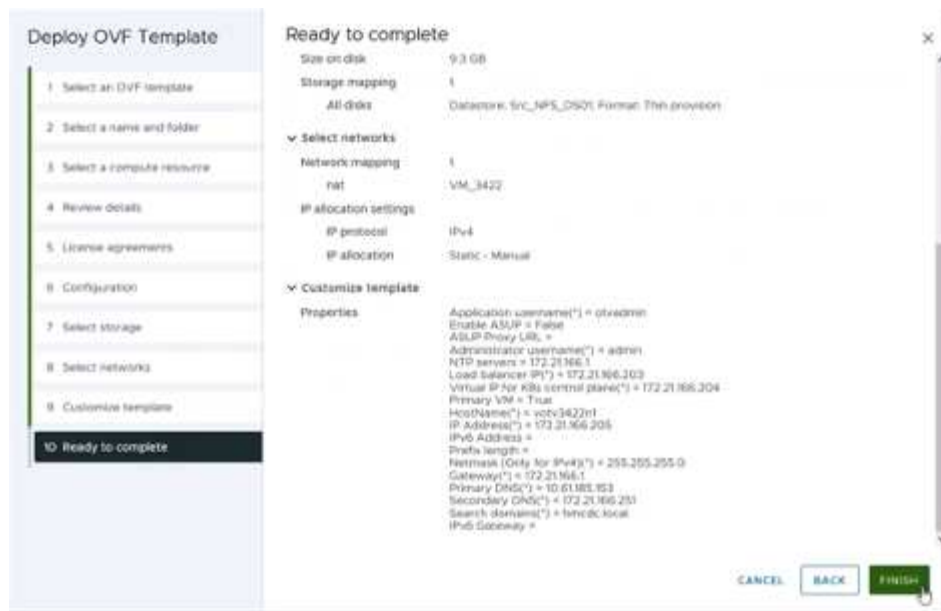 Deploy OVF Template
1 Select an OVF template
2 Select a name and folder
3 Select a compute resource
4 Review details
5 License agreements
6 Configuration
7 Select storage
8 Select networks
9 Customize template
10 Ready to complete
Ready to complete
Size on disk 9.3 GB
Storage mapping 1
All disks Datastore: Src_NFS_DS01; Format: Thin provision
Select networks
Network mapping 1
nat VM_3422
IP allocation settings
IP protocol IPv4
IP allocation Static - Manual
Customize template
Properties Application username(*) = otvadmin
Enable ASUP = False
ASUP Proxy URL =
Administrator username(*) = admin
NTP servers = 172.21.166.1
Load balancer IP(*) = 172.21.166.203
Virtual IP for K8s control plane(*) = 172.21.166.204
Primary VM = True
HostName(*) = votv3422n1
IP Address(*) = 172.21.166.205
IPv6 Address =
Prefix length =
Netmask (Only for IPv4)(*) = 255.255.255.0
Gateway(*) = 172.21.166.1
Primary DNS(*) = 10.61.185.153
Secondary DNS(*) = 172.21.166.251
Search domains(*) = hmcdc.local
IPv6 Gateway =
CANCEL BACK FINISH